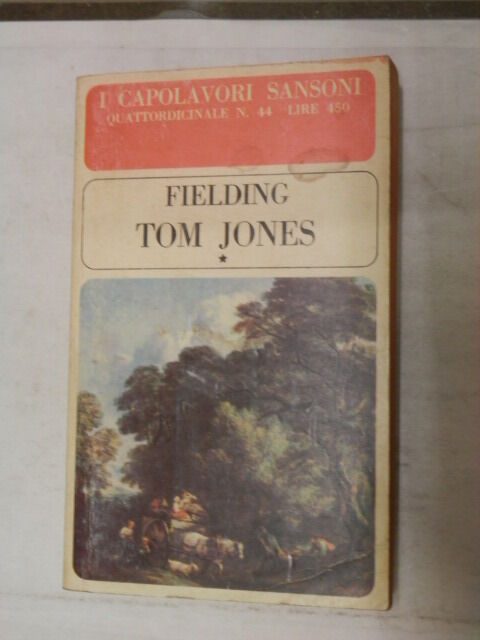 I CAPOLAVORI SANSONI
QUATTORDICINALE N. 44 LIRE 450
FIELDING
TOM JONES
*